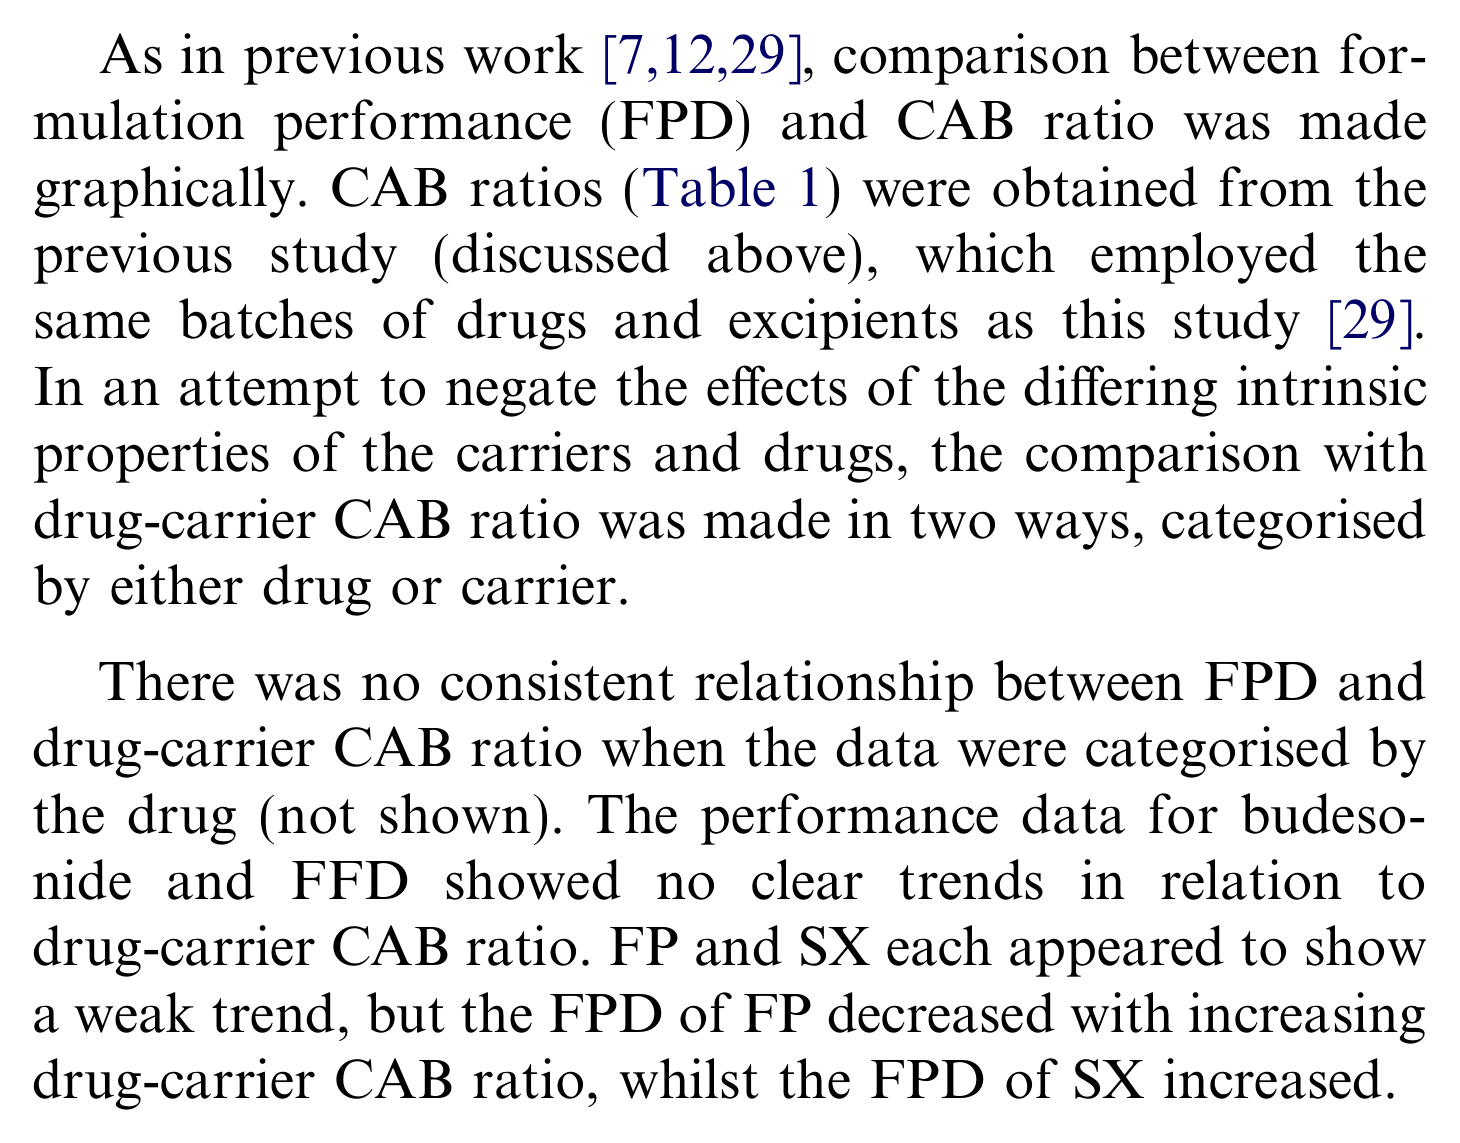 As in previous work [7,12,29], comparison between for-
mulation performance (FPD) and CAB ratio was made
graphically. CAB ratios (Table 1) were obtained from the
previous study (discussed above), which employed the
same batches of drugs and excipients as this study [29].
In an attempt to negate the effects of the differing intrinsic
properties of the carriers and drugs, the comparison with
drug-carrier CAB ratio was made in two ways, categorised
by either drug or carrier.
There was no consistent relationship between FPD and
drug-carrier CAB ratio when the data were categorised by
the drug (not shown). The performance data for budeso-
nide and FFD showed no clear trends in relation to
drug-carrier CAB ratio. FP and SX each appeared to show
a weak trend, but the FPD of FP decreased with increasing
drug-carrier CAB ratio, whilst the FPD of SX increased.